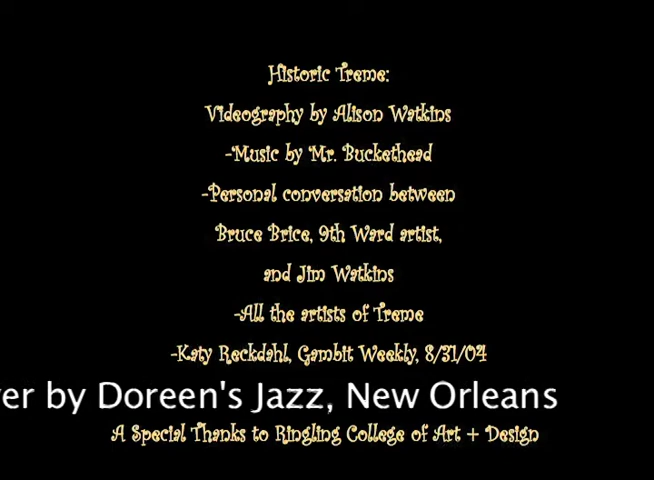 Historic Treme:
Videography by Alison Watkins
-Music by Mr. Buckethead
-Personal conversation between
Bruce Brice, 9th Ward artist,
and Jim Watkins
-All the artists of Treme
-Katy Reckdahl, Gambit Weekly, 8/31/04
by Doreen's Jazz, New Orleans
A Special Thanks to Ringling College of Art + Design